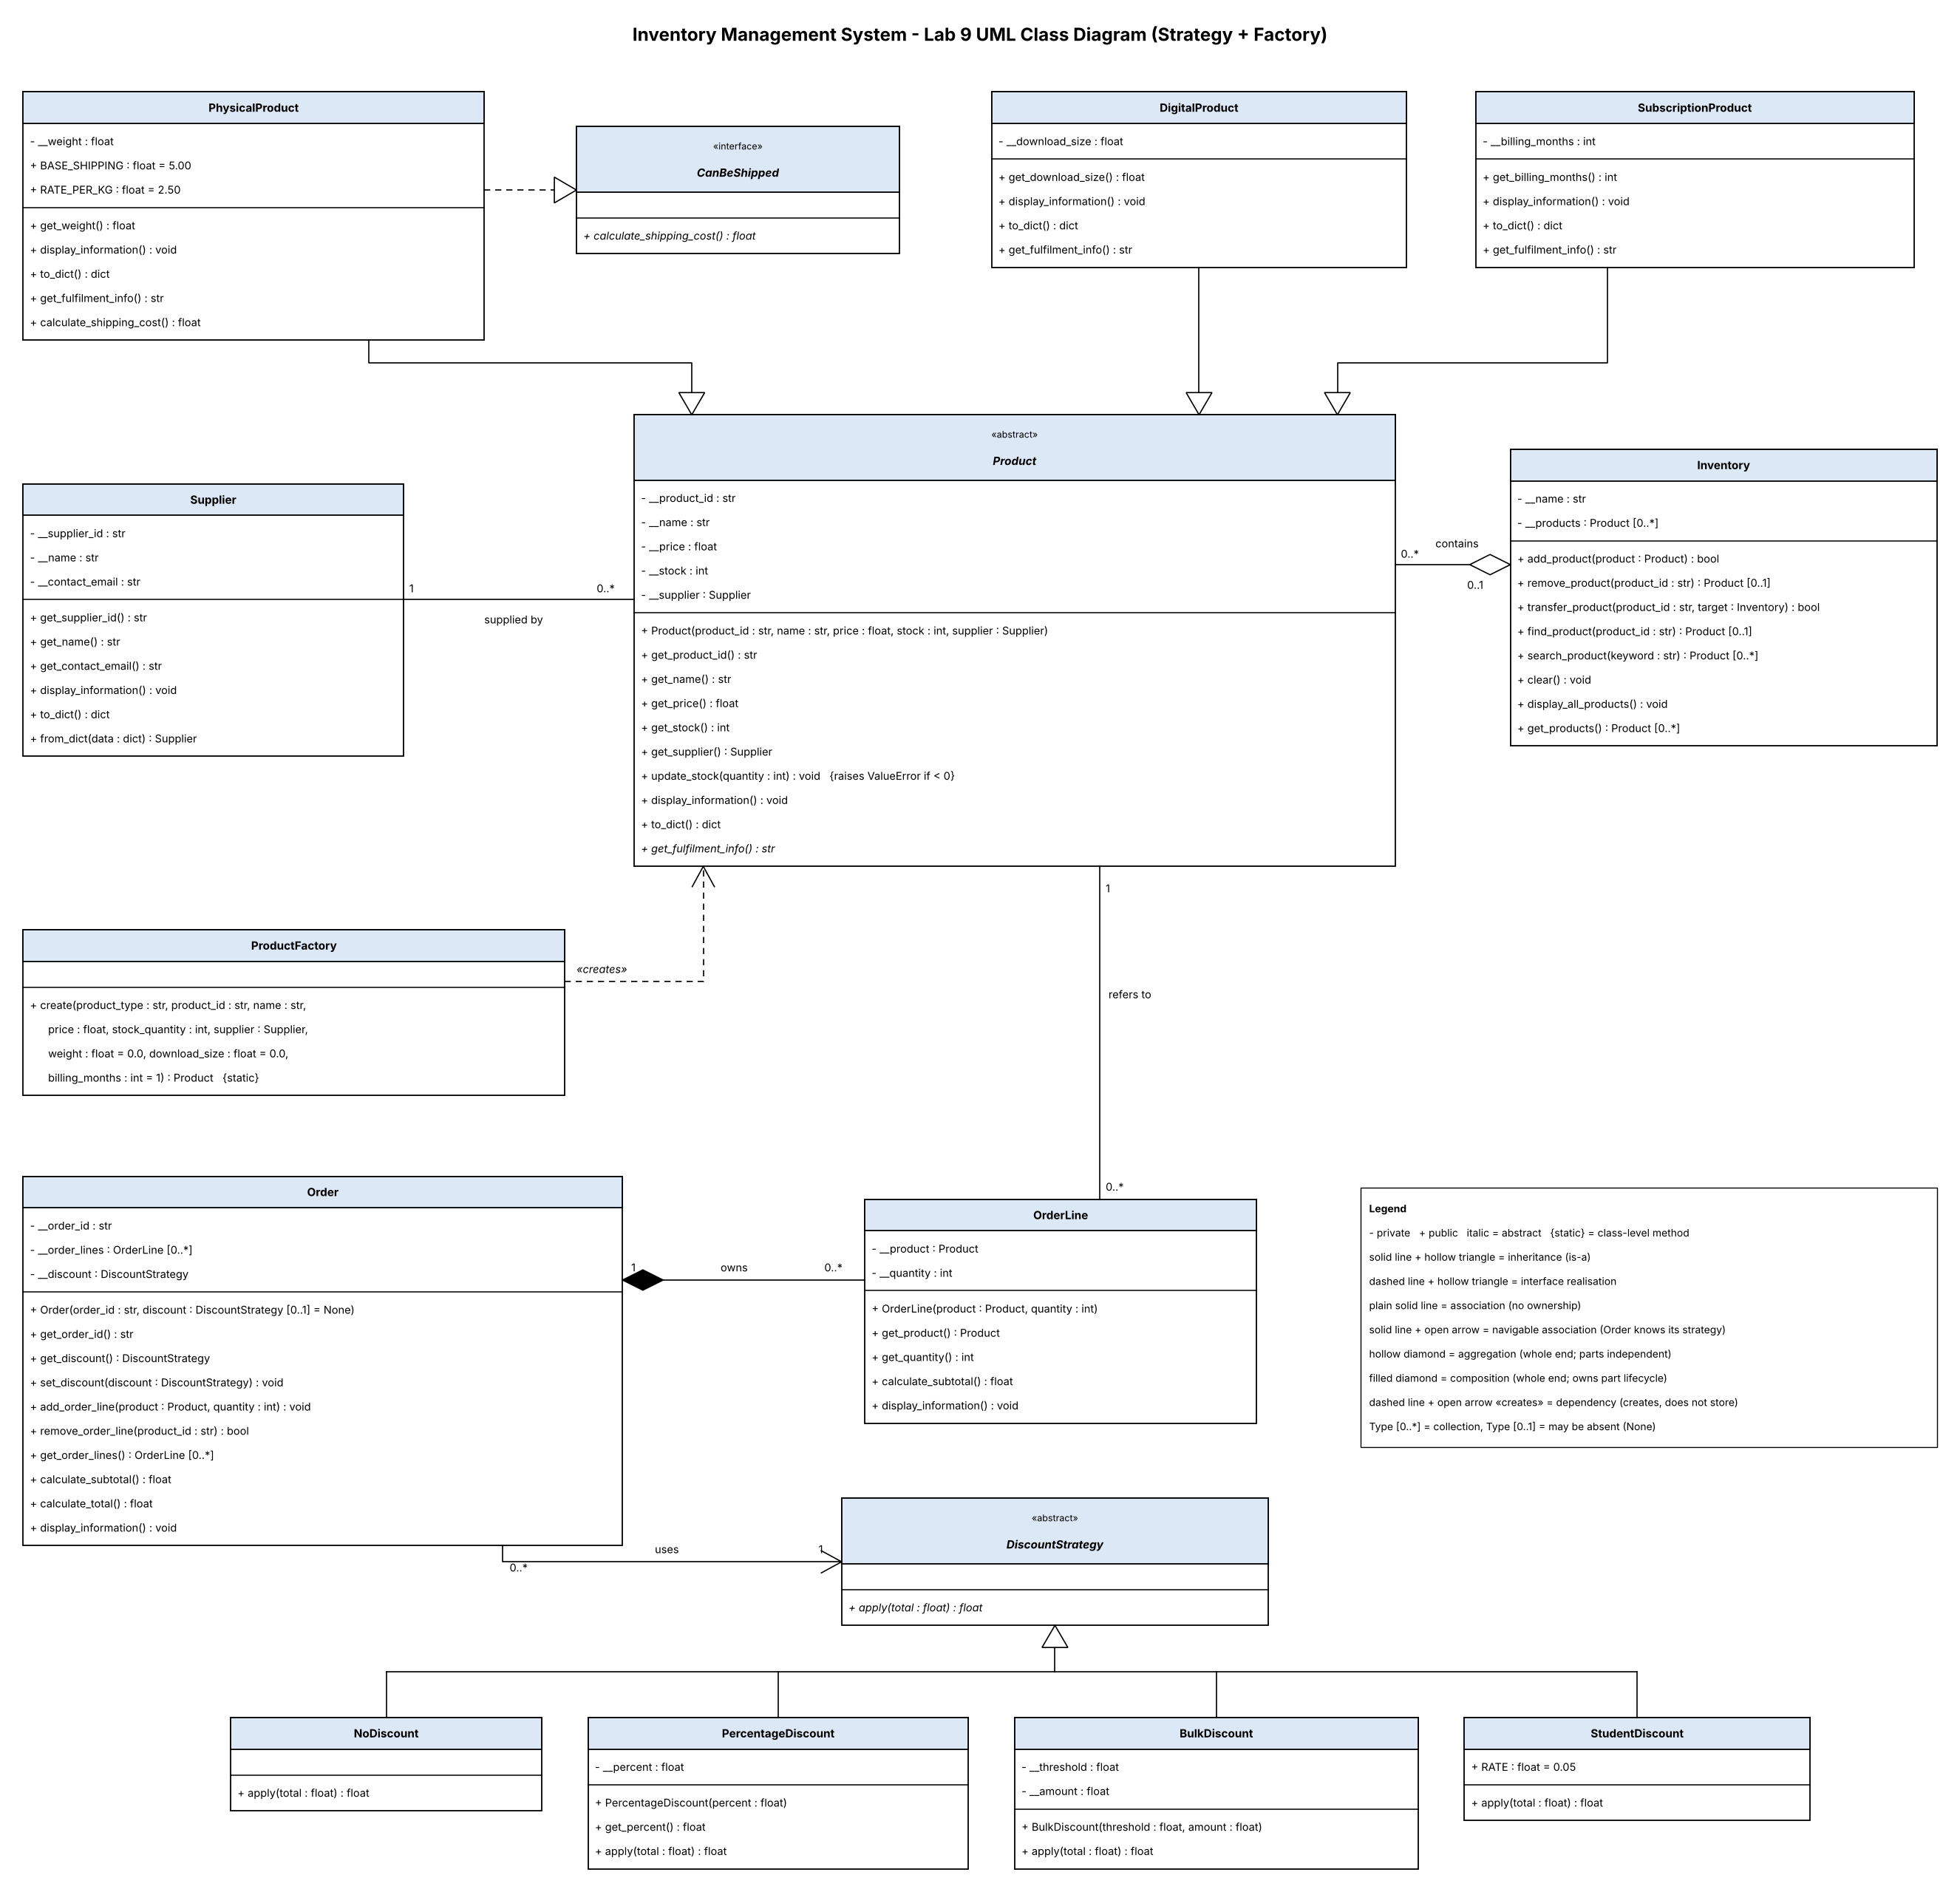 Inventory Management System - Lab 9 UML Class Diagram (Strategy + Factory)
PhysicalProduct
- __weight : float
+ BASE_SHIPPING : float = 5.00
+ RATE_PER_KG : float = 2.50
+ get_weight() : float
+ display_information() : void
+ to_dict() : dict
+ get_fulfilment_info() : str
+ calculate_shipping_cost() : float
«interface»
CanBeShipped
+ calculate_shipping_cost() : float
DigitalProduct
- __download_size : float
+ get_download_size() : float
+ display_information() : void
+ to_dict() : dict
+ get_fulfilment_info() : str
SubscriptionProduct
- __billing_months : int
+ get_billing_months() : int
+ display_information() : void
+ to_dict() : dict
+ get_fulfilment_info() : str
Supplier
- __supplier_id : str
- __name : str
- __contact_email : str
+ get_supplier_id() : str
+ get_name() : str
+ get_contact_email() : str
+ display_information() : void
+ to_dict() : dict
+ from_dict(data : dict) : Supplier
1
0..*
supplied by
«abstract»
Product
- __product_id : str
- __name : str
- __price : float
- __stock : int
- __supplier : Supplier
+ Product(product_id : str, name : str, price : float, stock : int, supplier : Supplier)
+ get_product_id() : str
+ get_name() : str
+ get_price() : float
+ get_stock() : int
+ get_supplier() : Supplier
+ update_stock(quantity : int) : void   {raises ValueError if < 0}
+ display_information() : void
+ to_dict() : dict
+ get_fulfilment_info() : str
contains
0..*
0..1
Inventory
- __name : str
- __products : Product [0..*]
+ add_product(product : Product) : bool
+ remove_product(product_id : str) : Product [0..1]
+ transfer_product(product_id : str, target : Inventory) : bool
+ find_product(product_id : str) : Product [0..1]
+ search_product(keyword : str) : Product [0..*]
+ clear() : void
+ display_all_products() : void
+ get_products() : Product [0..*]
ProductFactory
+ create(product_type : str, product_id : str, name : str,
price : float, stock_quantity : int, supplier : Supplier,
weight : float = 0.0, download_size : float = 0.0,
billing_months : int = 1) : Product   {static}
«creates»
1
refers to
0..*
Order
- __order_id : str
- __order_lines : OrderLine [0..*]
- __discount : DiscountStrategy
+ Order(order_id : str, discount : DiscountStrategy [0..1] = None)
+ get_order_id() : str
+ get_discount() : DiscountStrategy
+ set_discount(discount : DiscountStrategy) : void
+ add_order_line(product : Product, quantity : int) : void
+ remove_order_line(product_id : str) : bool
+ get_order_lines() : OrderLine [0..*]
+ calculate_subtotal() : float
+ calculate_total() : float
+ display_information() : void
1
owns
0..*
OrderLine
- __product : Product
- __quantity : int
+ OrderLine(product : Product, quantity : int)
+ get_product() : Product
+ get_quantity() : int
+ calculate_subtotal() : float
+ display_information() : void
Legend
- private   + public   italic = abstract   {static} = class-level method
solid line + hollow triangle = inheritance (is-a)
dashed line + hollow triangle = interface realisation
plain solid line = association (no ownership)
solid line + open arrow = navigable association (Order knows its strategy)
hollow diamond = aggregation (whole end; parts independent)
filled diamond = composition (whole end; owns part lifecycle)
dashed line + open arrow «creates» = dependency (creates, does not store)
Type [0..*] = collection, Type [0..1] = may be absent (None)
0..*
uses
1
«abstract»
DiscountStrategy
+ apply(total : float) : float
NoDiscount
+ apply(total : float) : float
PercentageDiscount
- __percent : float
+ PercentageDiscount(percent : float)
+ get_percent() : float
+ apply(total : float) : float
BulkDiscount
- __threshold : float
- __amount : float
+ BulkDiscount(threshold : float, amount : float)
+ apply(total : float) : float
StudentDiscount
+ RATE : float = 0.05
+ apply(total : float) : float